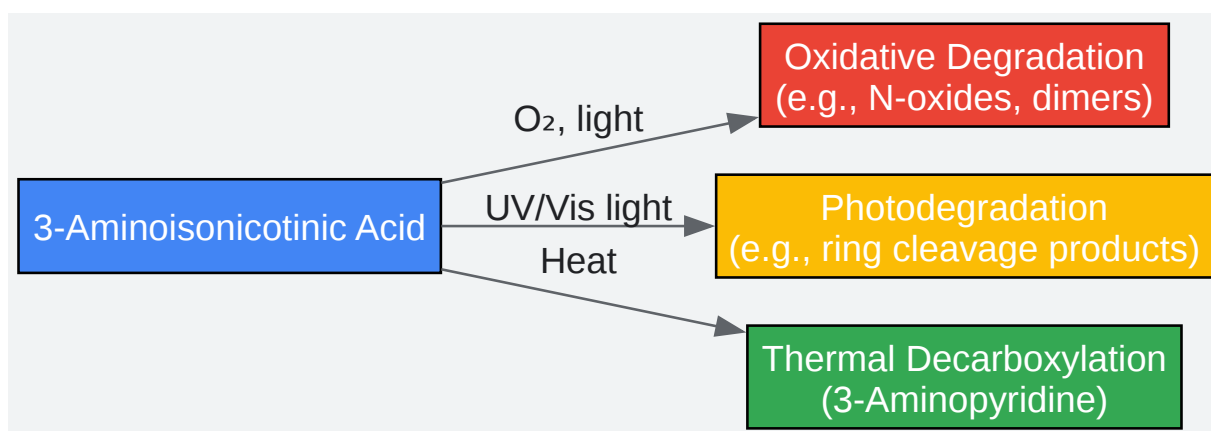 3-Aminoisonicotinic Acid
O₂, light
Oxidative Degradation
(e.g., N-oxides, dimers)
UV/Vis light
Photodegradation
(e.g., ring cleavage products)
Heat
Thermal Decarboxylation
(3-Aminopyridine)